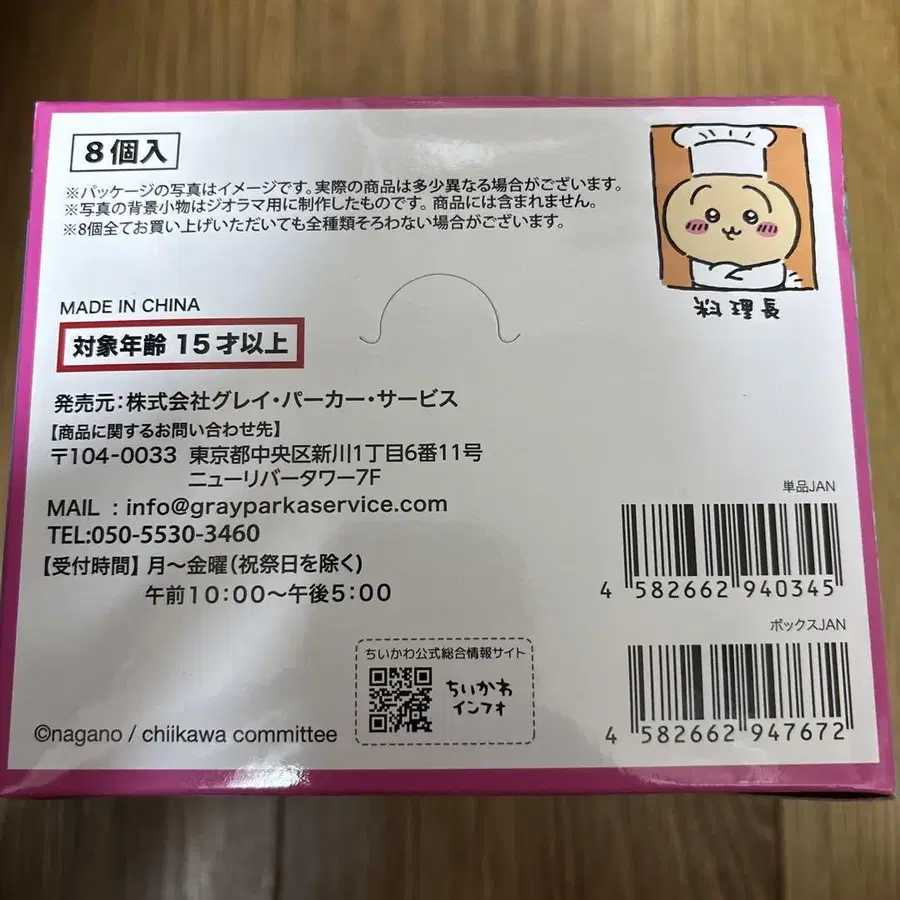 8個入
※パッケージの写真はイメージです。実際の商品は多少異なる場合がございます。
※写真の背景小物はジオラマ用に制作したものです。商品には含まれません。
※8個全てお買い上げいただいても全種類そろわない場合がございます。
料理長
MADE IN CHINA
対象年齢 15才以上
発売元:株式会社グレイ・パーカー・サービス
【商品に関するお問い合わせ先】
〒104-0033 東京都中央区新川1丁目6番11号
ニューリバータワー7F
MAIL : info@grayparkaservice.com
TEL:050-5530-3460
【受付時間】月〜金曜(祝祭日を除く)
午前10:00〜午後5:00
単品JAN
4 582662 940345
ボックスJAN
4 582662 947672
ちいかわ公式総合情報サイト
ちいかわ
インフォ
©nagano / chiikawa committee